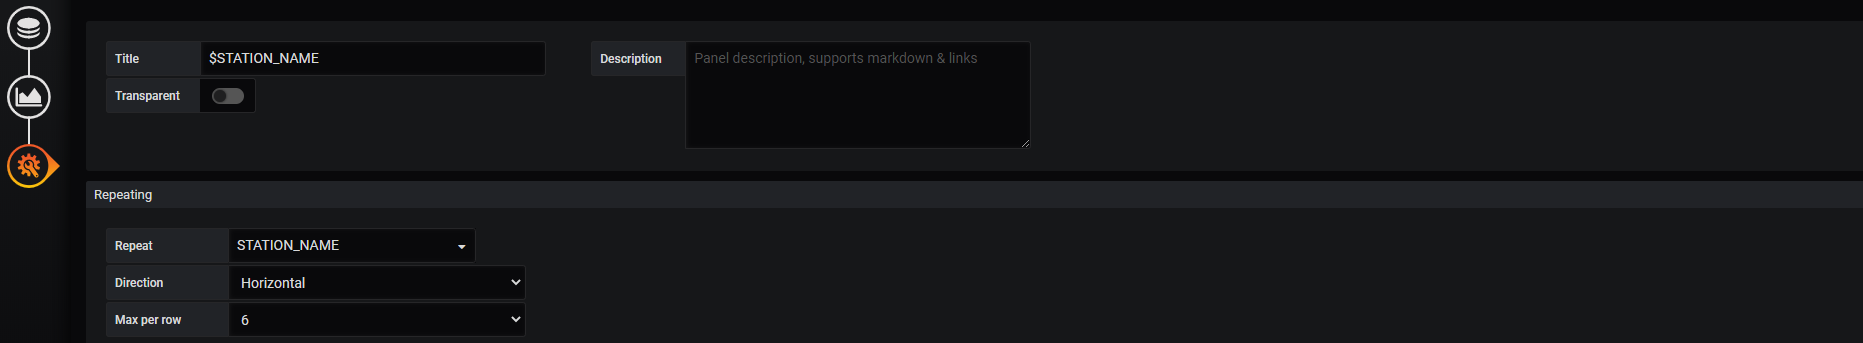 Title $STATION_NAME Description Panel description, supports markdown & links
Transparent
Repeating
Repeat STATION_NAME
Direction Horizontal
Max per row 6